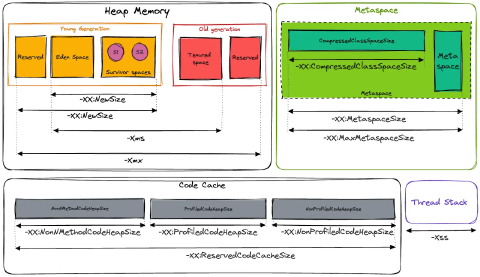 Heap Memory
Young Generation
Old generation
Reserved
Eden Space
S1
S2
Survivor spaces
Tenured
space
Reserved
-XX:NewSize
-XX:NewSize
-Xms
-Xmx
Metaspace
CompressedClassSpaceSize
-XX:CompressedClassSpaceSize
Meta
space
Metaspace
-XX:MetaspaceSize
-XX:MaxMetaspaceSize
Code Cache
NonMethodCodeHeapSize
ProfiledCodeHeapSize
NonProfiledCodeHeapSize
-XX:NonNMethodCodeHeapSize
-XX:ProfiledCodeHeapSize
-XX:NonProfiledCodeHeapSize
-XX:ReservedCodeCacheSize
Thread Stack
-Xss